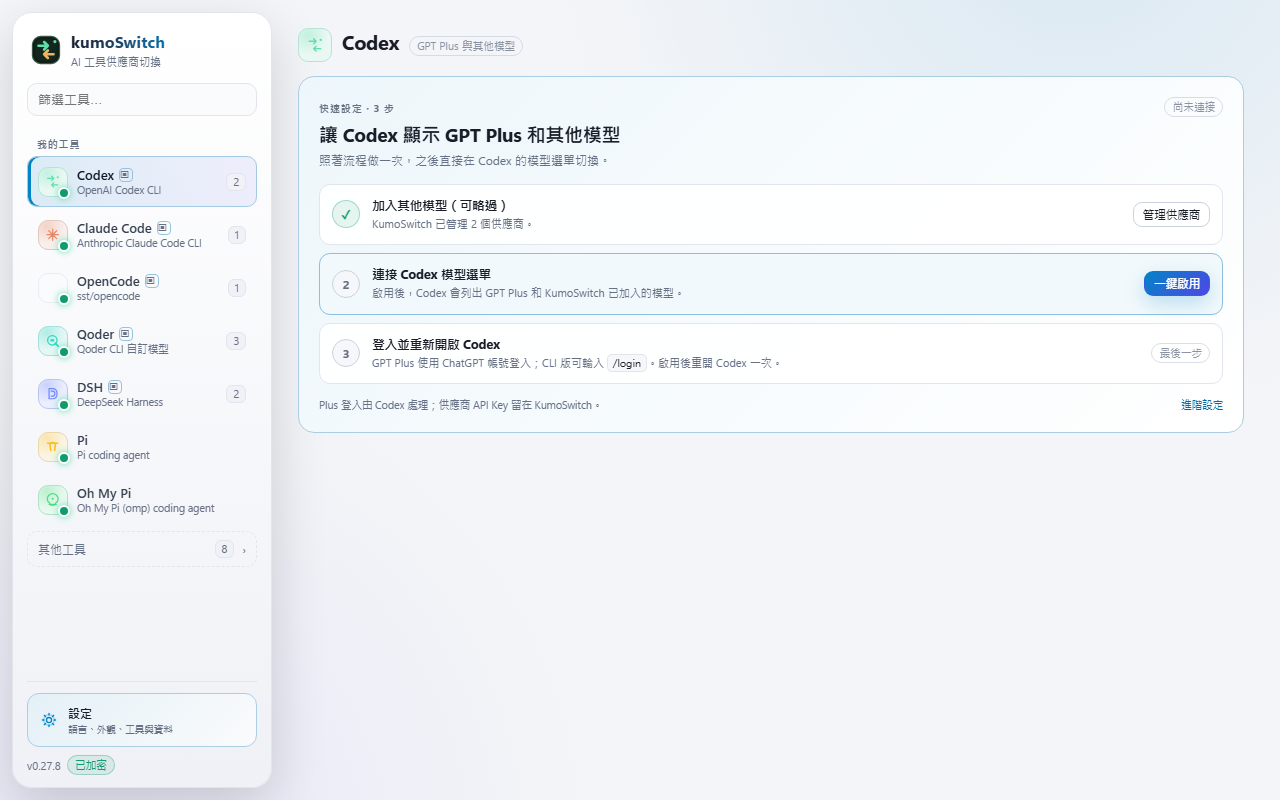 kumoSwitch
AI 工具供應商切換
篩選工具...
我的工具
Codex
OpenAI Codex CLI
2
Claude Code
Anthropic Claude Code CLI
1
OpenCode
sst/opencode
1
Qoder
Qoder CLI 自訂模型
3
DSH
DeepSeek Harness
2
Pi
Pi coding agent
Oh My Pi
Oh My Pi (omp) coding agent
其他工具
8 ›
設定
語言、外觀、工具與資料
v0.27.8 已加密
Codex GPT Plus 與其他模型
快速設定 · 3 步
尚未連接
讓 Codex 顯示 GPT Plus 和其他模型
照著流程做一次，之後直接在 Codex 的模型選單切換。
加入其他模型（可略過）
KumoSwitch 已管理 2 個供應商。
管理供應商
2
連接 Codex 模型選單
啟用後，Codex 會列出 GPT Plus 和 KumoSwitch 已加入的模型。
一鍵啟用
3
登入並重新開啟 Codex
GPT Plus 使用 ChatGPT 帳號登入；CLI 版可輸入 /login 。啟用後重開 Codex 一次。
最後一步
Plus 登入由 Codex 處理；供應商 API Key 留在 KumoSwitch。
進階設定